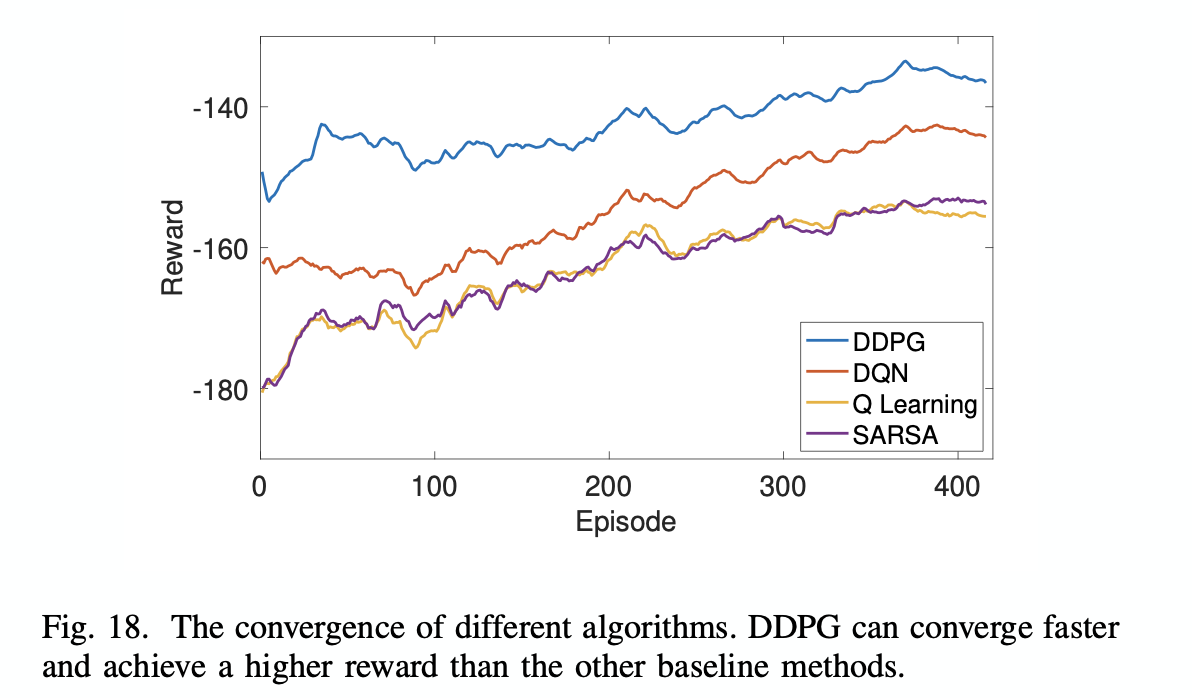 -140
-160
-180
Reward
0 100 200 300 400
Episode
DDPG
DQN
Q Learning
SARSA
Fig. 18. The convergence of different algorithms. DDPG can converge faster
and achieve a higher reward than the other baseline methods.